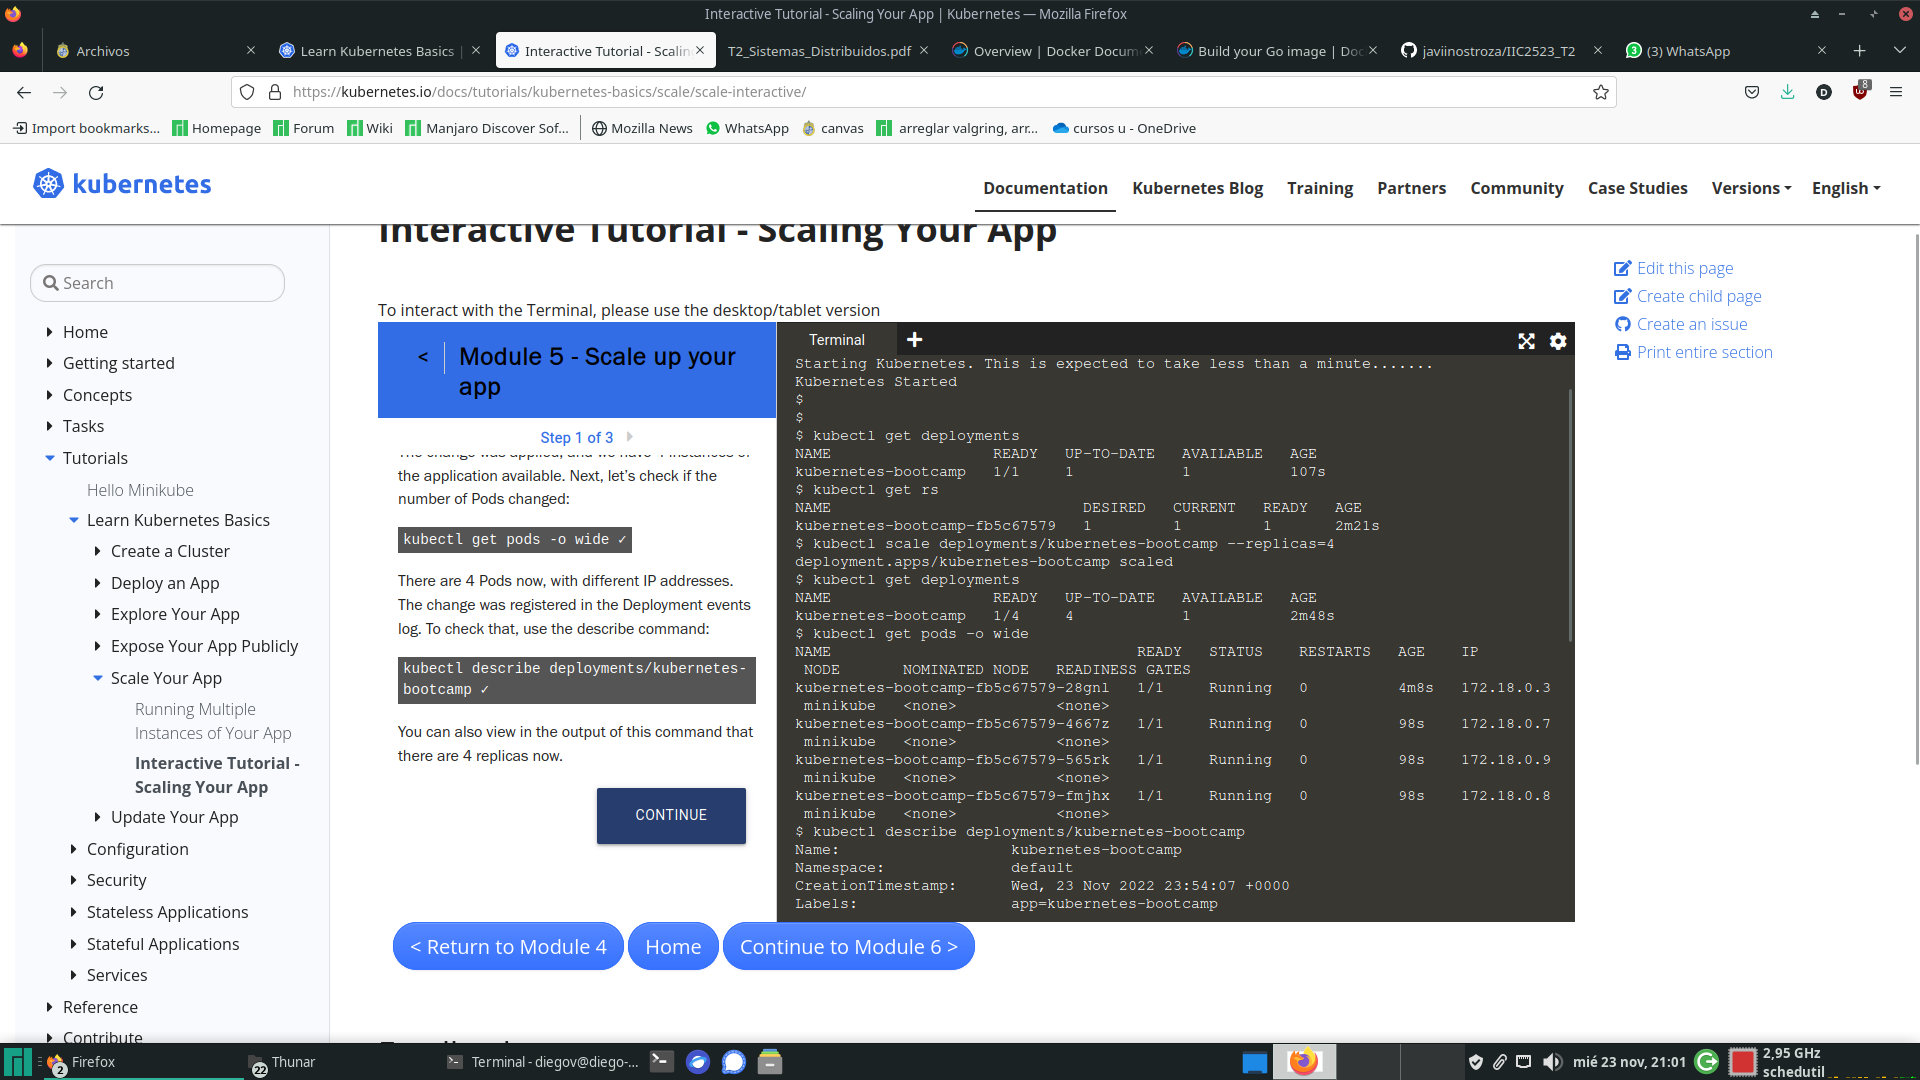 Interactive Tutorial - Scaling Your App | Kubernetes — Mozilla Firefox
Archivos
Learn Kubernetes Basics |
Interactive Tutorial - Scalin
T2_Sistemas_Distribuidos.pdf
Overview | Docker Docum
Build your Go image | Doc
javiinostroza/IIC2523_T2
(3) WhatsApp
https://kubernetes.io/docs/tutorials/kubernetes-basics/scale/scale-interactive/
D
8
Import bookmarks...
Homepage
Forum
Wiki
Manjaro Discover Sof...
Mozilla News
WhatsApp
canvas
arreglar valgring, arr...
cursos u - OneDrive
kubernetes
Documentation
Kubernetes Blog
Training
Partners
Community
Case Studies
Versions
English
Interactive Tutorial - Scaling Your App
Search
Home
Getting started
Concepts
Tasks
Tutorials
Hello Minikube
Learn Kubernetes Basics
Create a Cluster
Deploy an App
Explore Your App
Expose Your App Publicly
Scale Your App
Running Multiple
Instances of Your App
Interactive Tutorial -
Scaling Your App
Update Your App
Configuration
Security
Stateless Applications
Stateful Applications
Services
Reference
Contribute
To interact with the Terminal, please use the desktop/tablet version
<
Module 5 - Scale up your
app
Step 1 of 3
The change was applied, and we have 4 instances of
the application available. Next, let's check if the
number of Pods changed:
kubectl get pods -o wide ✓
There are 4 Pods now, with different IP addresses.
The change was registered in the Deployment events
log. To check that, use the describe command:
kubectl describe deployments/kubernetes-
bootcamp ✓
You can also view in the output of this command that
there are 4 replicas now.
CONTINUE
Terminal
+
Starting Kubernetes. This is expected to take less than a minute.......
Kubernetes Started
$
$
$ kubectl get deployments
NAME                  READY   UP-TO-DATE   AVAILABLE   AGE
kubernetes-bootcamp   1/1     1            1           107s
$ kubectl get rs
NAME                            DESIRED   CURRENT   READY   AGE
kubernetes-bootcamp-fb5c67579   1         1         1       2m21s
$ kubectl scale deployments/kubernetes-bootcamp --replicas=4
deployment.apps/kubernetes-bootcamp scaled
$ kubectl get deployments
NAME                  READY   UP-TO-DATE   AVAILABLE   AGE
kubernetes-bootcamp   1/4     4            1           2m48s
$ kubectl get pods -o wide
NAME                                  READY   STATUS    RESTARTS   AGE    IP
 NODE       NOMINATED NODE   READINESS GATES
kubernetes-bootcamp-fb5c67579-28gnl   1/1     Running   0          4m8s   172.18.0.3
 minikube   <none>           <none>
kubernetes-bootcamp-fb5c67579-4667z   1/1     Running   0          98s    172.18.0.7
 minikube   <none>           <none>
kubernetes-bootcamp-fb5c67579-565rk   1/1     Running   0          98s    172.18.0.9
 minikube   <none>           <none>
kubernetes-bootcamp-fb5c67579-fmjhx   1/1     Running   0          98s    172.18.0.8
 minikube   <none>           <none>
$ kubectl describe deployments/kubernetes-bootcamp
Name:                   kubernetes-bootcamp
Namespace:              default
CreationTimestamp:      Wed, 23 Nov 2022 23:54:07 +0000
Labels:                 app=kubernetes-bootcamp
< Return to Module 4
Home
Continue to Module 6 >
Edit this page
Create child page
Create an issue
Print entire section
2
Firefox
22
Thunar
Terminal - diegov@diego-...
mié 23 nov, 21:01
2,95 GHz
schedutil